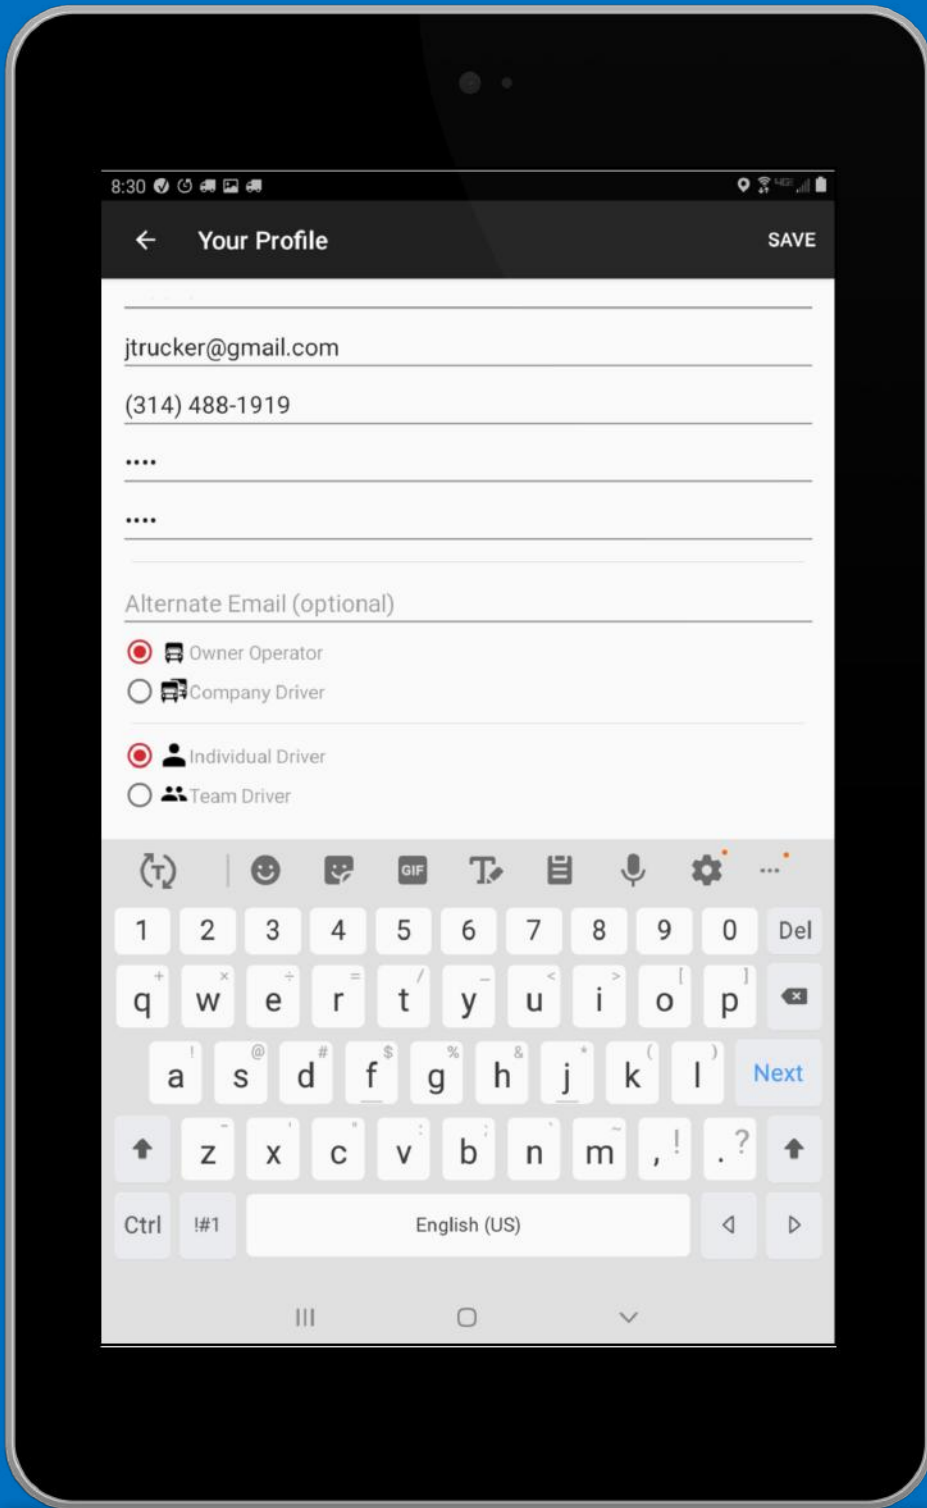 8:30
Your Profile SAVE
jtrucker@gmail.com
(314) 488-1919
••••
••••
Alternate Email (optional)
Owner Operator
Company Driver
Individual Driver
Team Driver
T GIF T ...
1 2 3 4 5 6 7 8 9 0 Del
+ × ÷ = / _ < > [ ]
q w e r t y u i o p
! @ # $ % & * ( )
a s d f g h j k l Next
- ' " : ; ` ~ ! ?
z x c v b n m , .
Ctrl !#1 English (US)